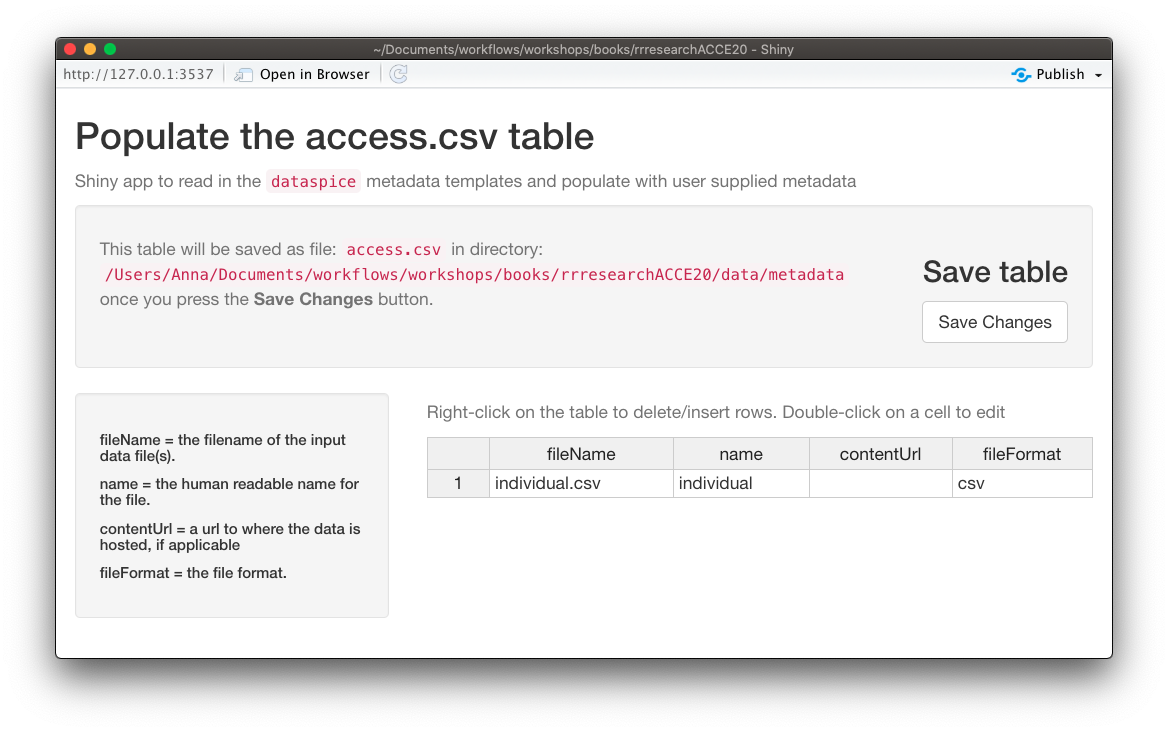 ~/Documents/workflows/workshops/books/rrresearchACCE20 - Shiny
http://127.0.0.1:3537 Open in Browser Publish
Populate the access.csv table
Shiny app to read in the dataspice metadata templates and populate with user supplied metadata
This table will be saved as file: access.csv in directory:
/Users/Anna/Documents/workflows/workshops/books/rrresearchACCE20/data/metadata
once you press the Save Changes button.
Save table
Save Changes
fileName = the filename of the input
data file(s).
name = the human readable name for
the file.
contentUrl = a url to where the data is
hosted, if applicable
fileFormat = the file format.
Right-click on the table to delete/insert rows. Double-click on a cell to edit
fileName name contentUrl fileFormat
1 individual.csv individual csv